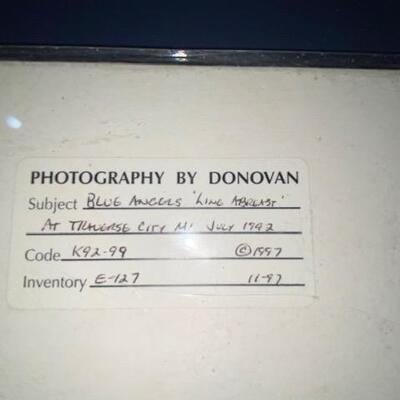 PHOTOGRAPHY BY DONOVAN
Subject BLUE ANGELS 'LINE ABREAST'
AT TRAVERSE CITY MI JULY 1992
Code K92-99 © 1997
Inventory E-127 11-97